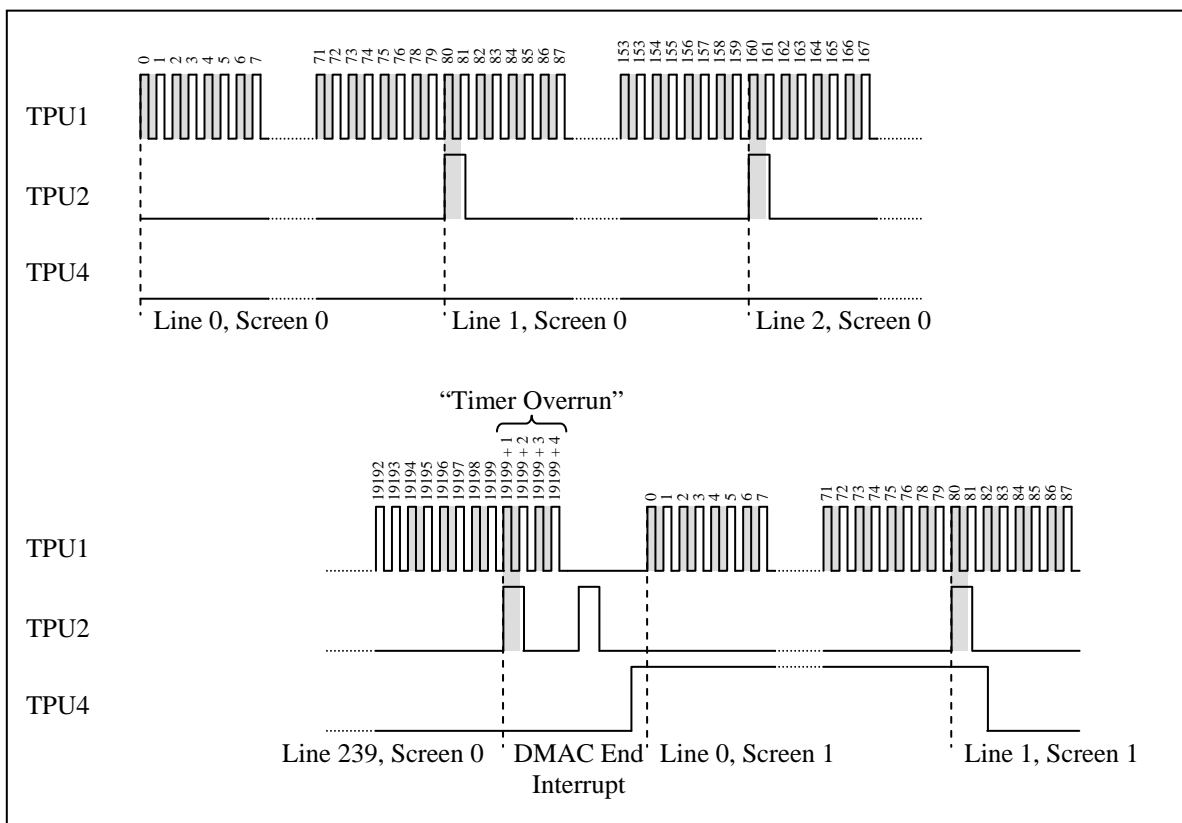 0 1 2 3 4 5 6 7 71 72 73 74 75 76 78 79 80 81 82 83 84 85 86 87 153 153 154 155 156 157 158 159 160 161 162 163 164 165 166 167
TPU1
TPU2
TPU4
Line 0, Screen 0 Line 1, Screen 0 Line 2, Screen 0
“Timer Overrun”
19192 19193 19194 19195 19196 19197 19198 19199 19199 + 1 19199 + 2 19199 + 3 19199 + 4 0 1 2 3 4 5 6 7 71 72 73 74 75 76 78 79 80 81 82 83 84 85 86 87
TPU1
TPU2
TPU4
Line 239, Screen 0 DMAC End Line 0, Screen 1 Line 1, Screen 1
Interrupt